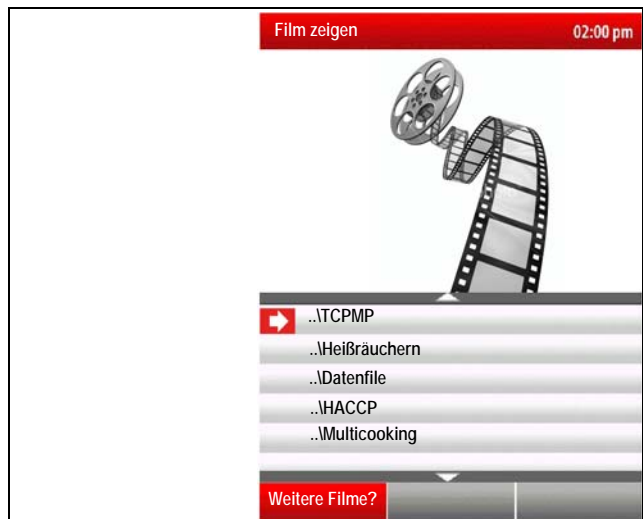 Film zeigen 02:00 pm
..\TCPMP
..\Heißräuchern
..\Datenfile
..\HACCP
..\Multicooking
Weitere Filme?